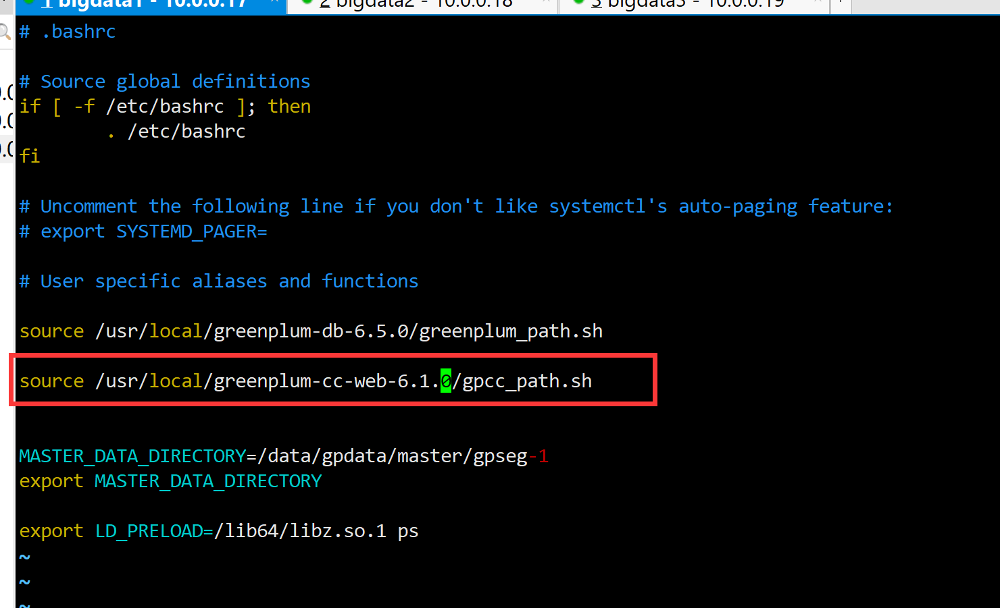 1 bigdata1 - 10.0.0.17 2 bigdata2 - 10.0.0.18 3 bigdata3 - 10.0.0.19 +
# .bashrc
# Source global definitions
if [ -f /etc/bashrc ]; then
        . /etc/bashrc
fi
# Uncomment the following line if you don't like systemctl's auto-paging feature:
# export SYSTEMD_PAGER=
# User specific aliases and functions
source /usr/local/greenplum-db-6.5.0/greenplum_path.sh
source /usr/local/greenplum-cc-web-6.1.0/gpcc_path.sh
MASTER_DATA_DIRECTORY=/data/gpdata/master/gpseg-1
export MASTER_DATA_DIRECTORY
export LD_PRELOAD=/lib64/libz.so.1 ps
~
~
~